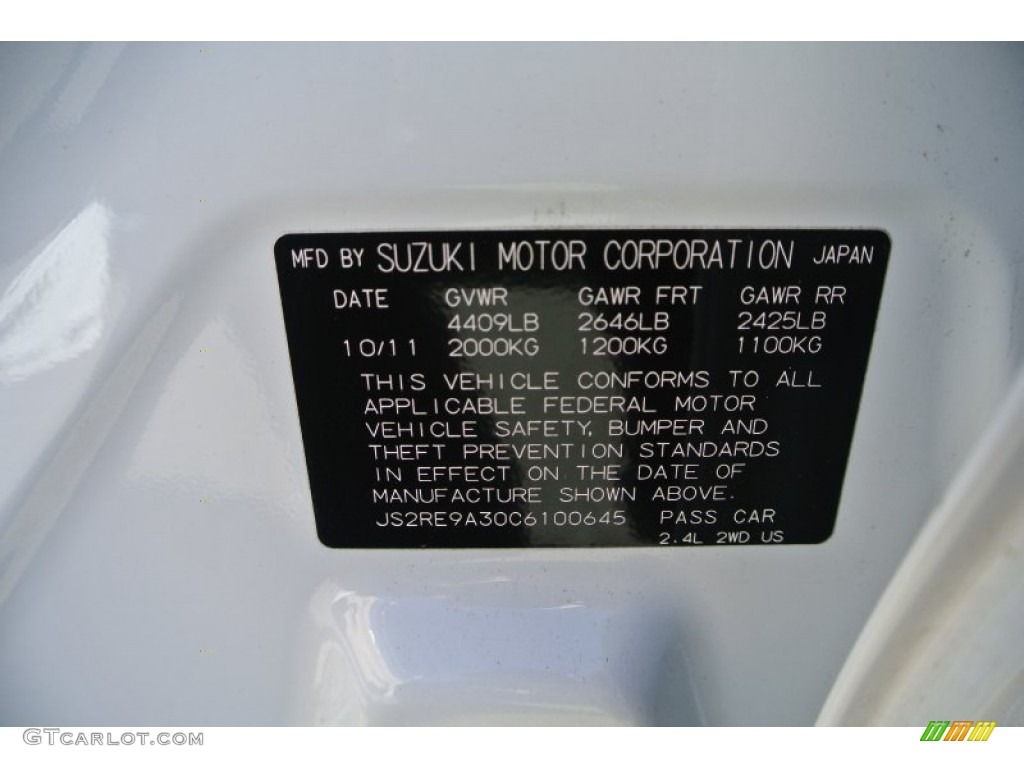 MFD BY SUZUKI MOTOR CORPORATION JAPAN
DATE GVWR GAWR FRT GAWR RR
4409LB 2646LB 2425LB
10/11 2000KG 1200KG 1100KG
THIS VEHICLE CONFORMS TO ALL
APPLICABLE FEDERAL MOTOR
VEHICLE SAFETY, BUMPER AND
THEFT PREVENTION STANDARDS
IN EFFECT ON THE DATE OF
MANUFACTURE SHOWN ABOVE.
JS2RE9A30C6100645 PASS CAR
2.4L 2WD US
GTCARLOT.COM